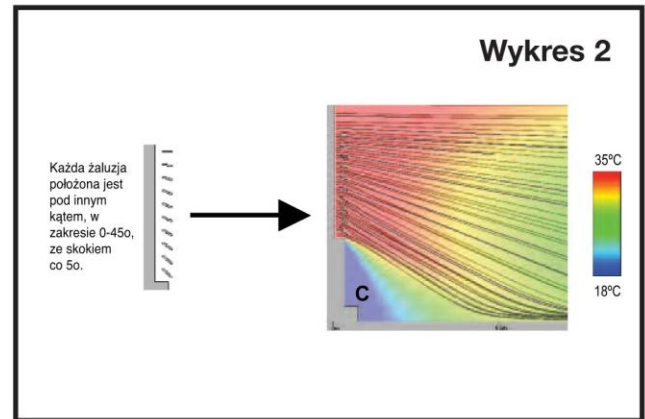 Wykres 2
Każda żaluzja
położona jest
pod innym
kątem, w
zakresie 0-45o,
ze skokiem
co 5o.
35ºC
18ºC
C